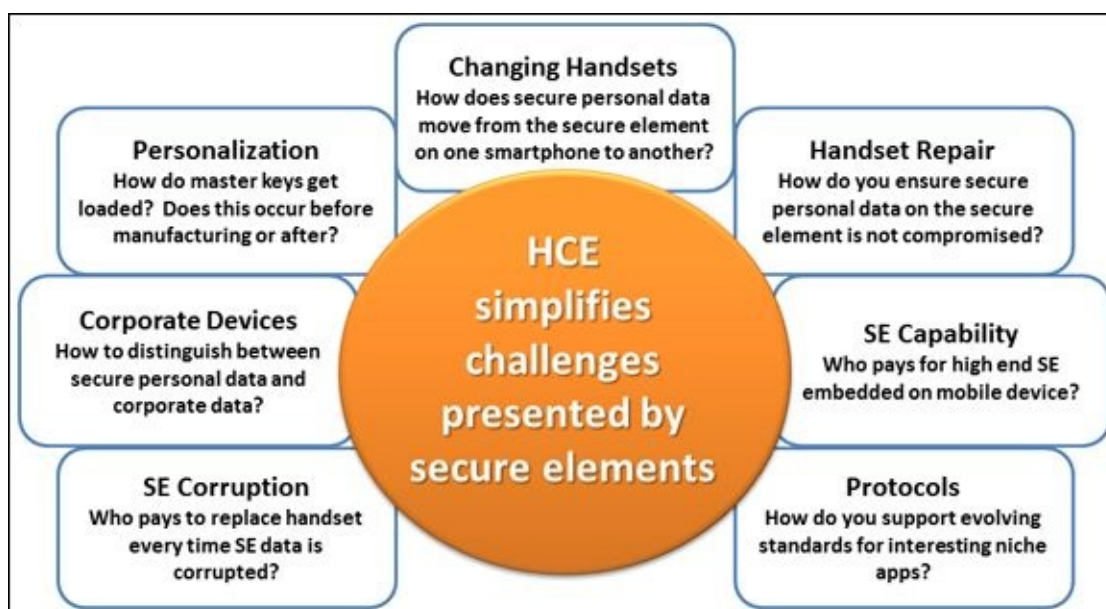 Changing Handsets
How does secure personal data
move from the secure element
on one smartphone to another?
Personalization
How do master keys get
loaded? Does this occur before
manufacturing or after?
Handset Repair
How do you ensure secure
personal data on the secure
element is not compromised?
HCE
simplifies
challenges
presented by
secure elements
Corporate Devices
How to distinguish between
secure personal data and
corporate data?
SE Capability
Who pays for high end SE
embedded on mobile device?
SE Corruption
Who pays to replace handset
every time SE data is
corrupted?
Protocols
How do you support evolving
standards for interesting niche
apps?